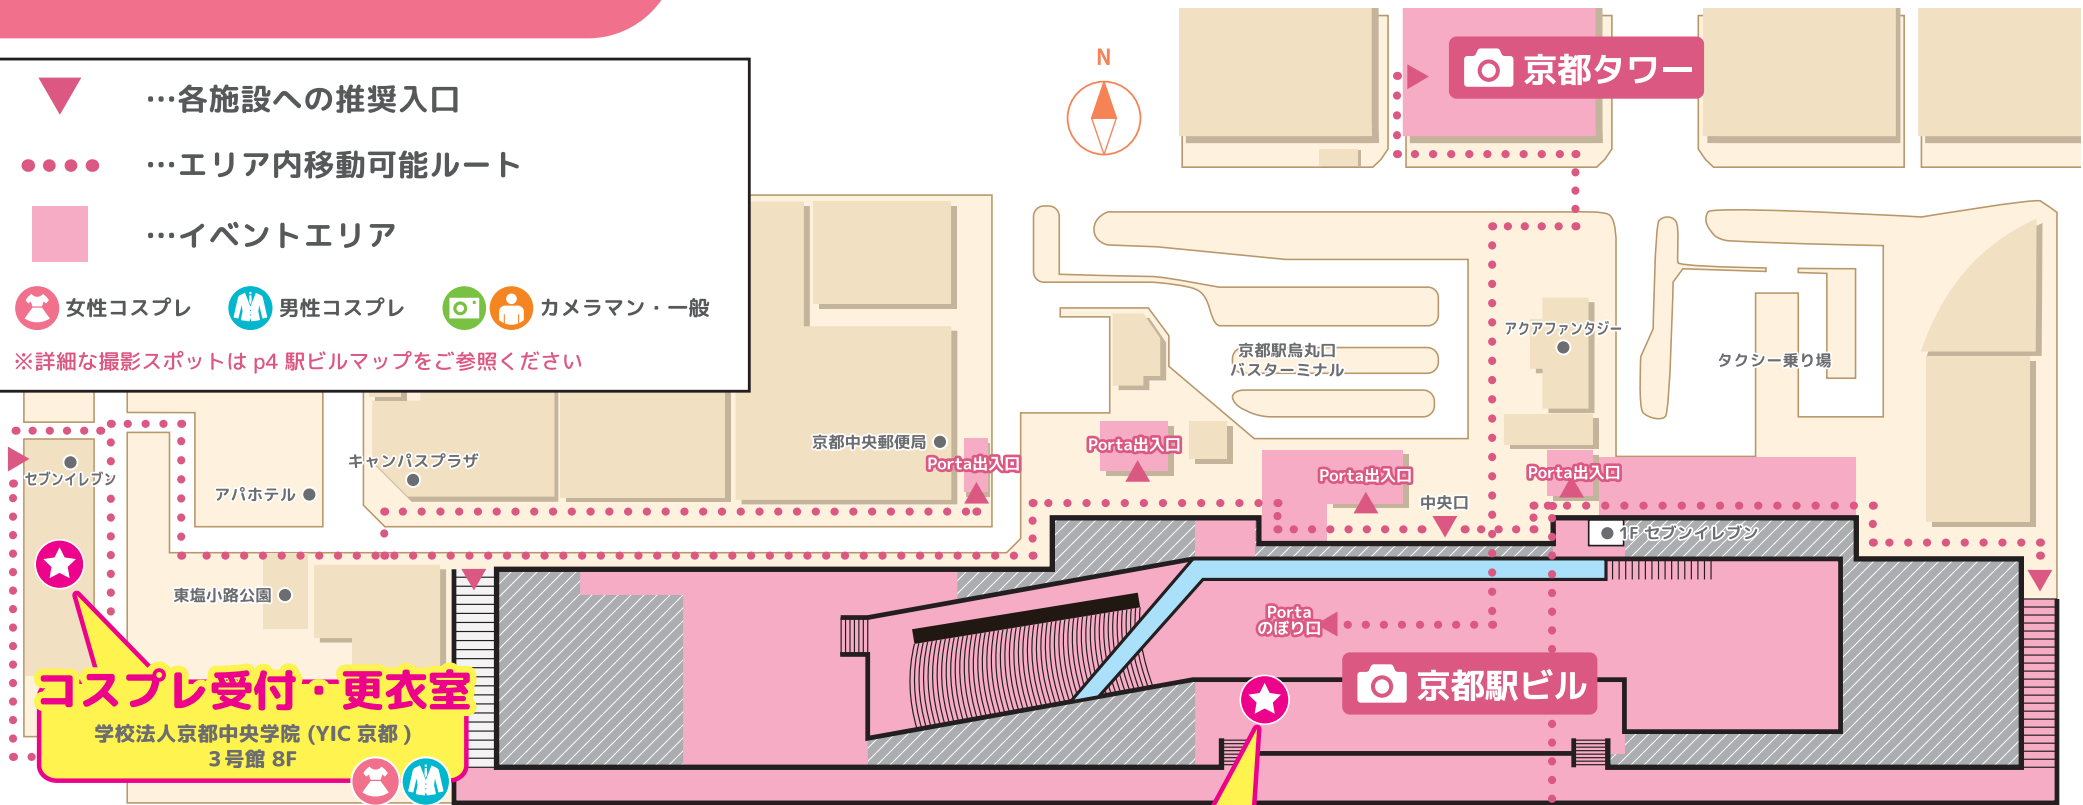 …各施設への推奨入口
…エリア内移動可能ルート
…イベントエリア
女性コスプレ
男性コスプレ
カメラマン・一般
※詳細な撮影スポットは p4 駅ビルマップをご参照ください
N
京都タワー
アクアファンタジー
京都駅烏丸口
バスターミナル
タクシー乗り場
京都中央郵便局
Porta出入口
Porta出入口
Porta出入口
Porta出入口
キャンパスプラザ
セブンイレブン
アパホテル
中央口
1F セブンイレブン
東塩小路公園
Porta
のぼり口
京都駅ビル
コスプレ受付・更衣室
学校法人京都中央学院 (YIC 京都 )
３号館 8F